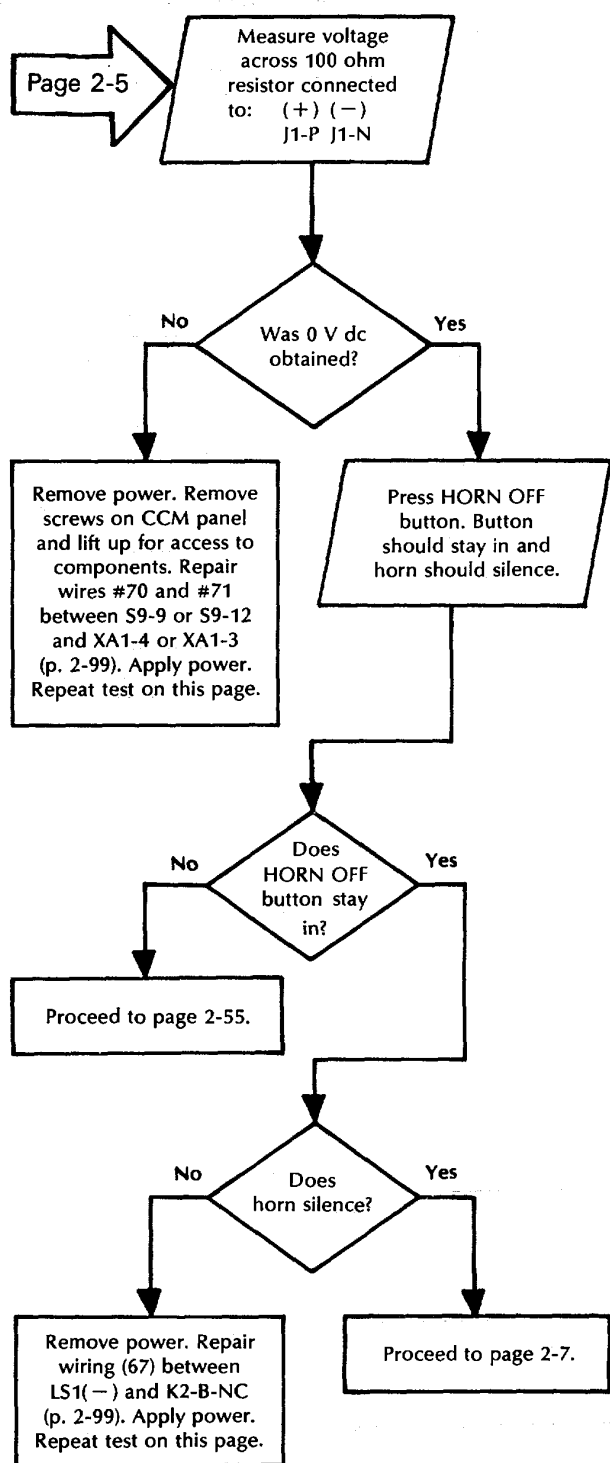 Page 2-5
Measure voltage
across 100 ohm
resistor connected
to: (+) (−)
J1-P J1-N
Was 0 V dc
obtained?
No
Yes
Remove power. Remove
screws on CCM panel
and lift up for access to
components. Repair
wires #70 and #71
between S9-9 or S9-12
and XA1-4 or XA1-3
(p. 2-99). Apply power.
Repeat test on this page.
Press HORN OFF
button. Button
should stay in and
horn should silence.
Does
HORN OFF
button stay
in?
No
Yes
Proceed to page 2-55.
Does
horn silence?
No
Yes
Remove power. Repair
wiring (67) between
LS1(−) and K2-B-NC
(p. 2-99). Apply power.
Repeat test on this page.
Proceed to page 2-7.